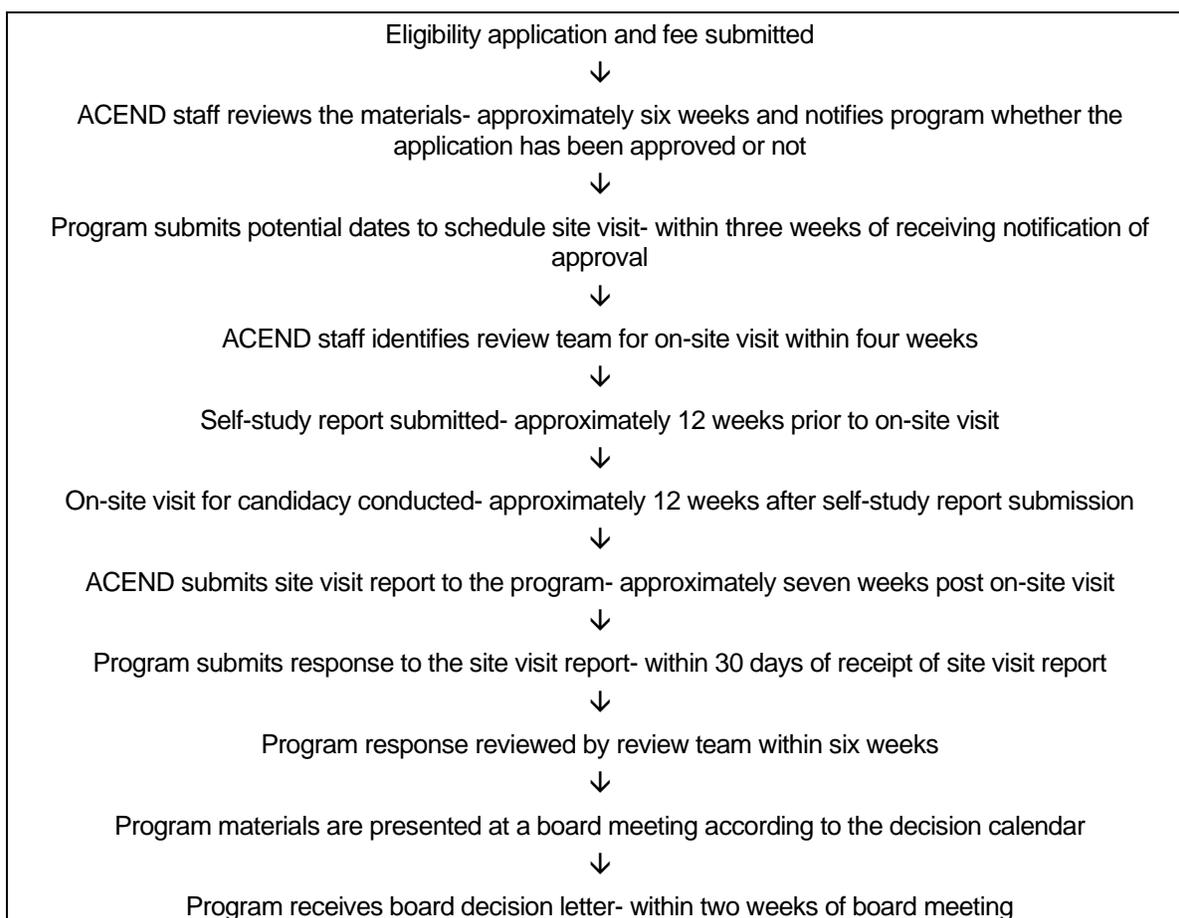 Eligibility application and fee submitted
↓
ACEND staff reviews the materials- approximately six weeks and notifies program whether the
application has been approved or not
↓
Program submits potential dates to schedule site visit- within three weeks of receiving notification of
approval
↓
ACEND staff identifies review team for on-site visit within four weeks
↓
Self-study report submitted- approximately 12 weeks prior to on-site visit
↓
On-site visit for candidacy conducted- approximately 12 weeks after self-study report submission
↓
ACEND submits site visit report to the program- approximately seven weeks post on-site visit
↓
Program submits response to the site visit report- within 30 days of receipt of site visit report
↓
Program response reviewed by review team within six weeks
↓
Program materials are presented at a board meeting according to the decision calendar
↓
Program receives board decision letter- within two weeks of board meeting